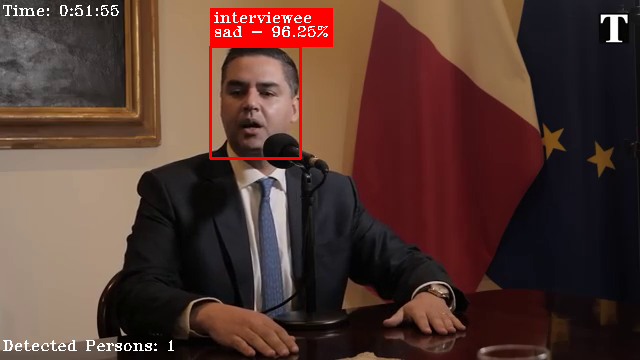 Time: 0:51:55
interviewee
sad - 96.25%
T
Detected Persons: 1